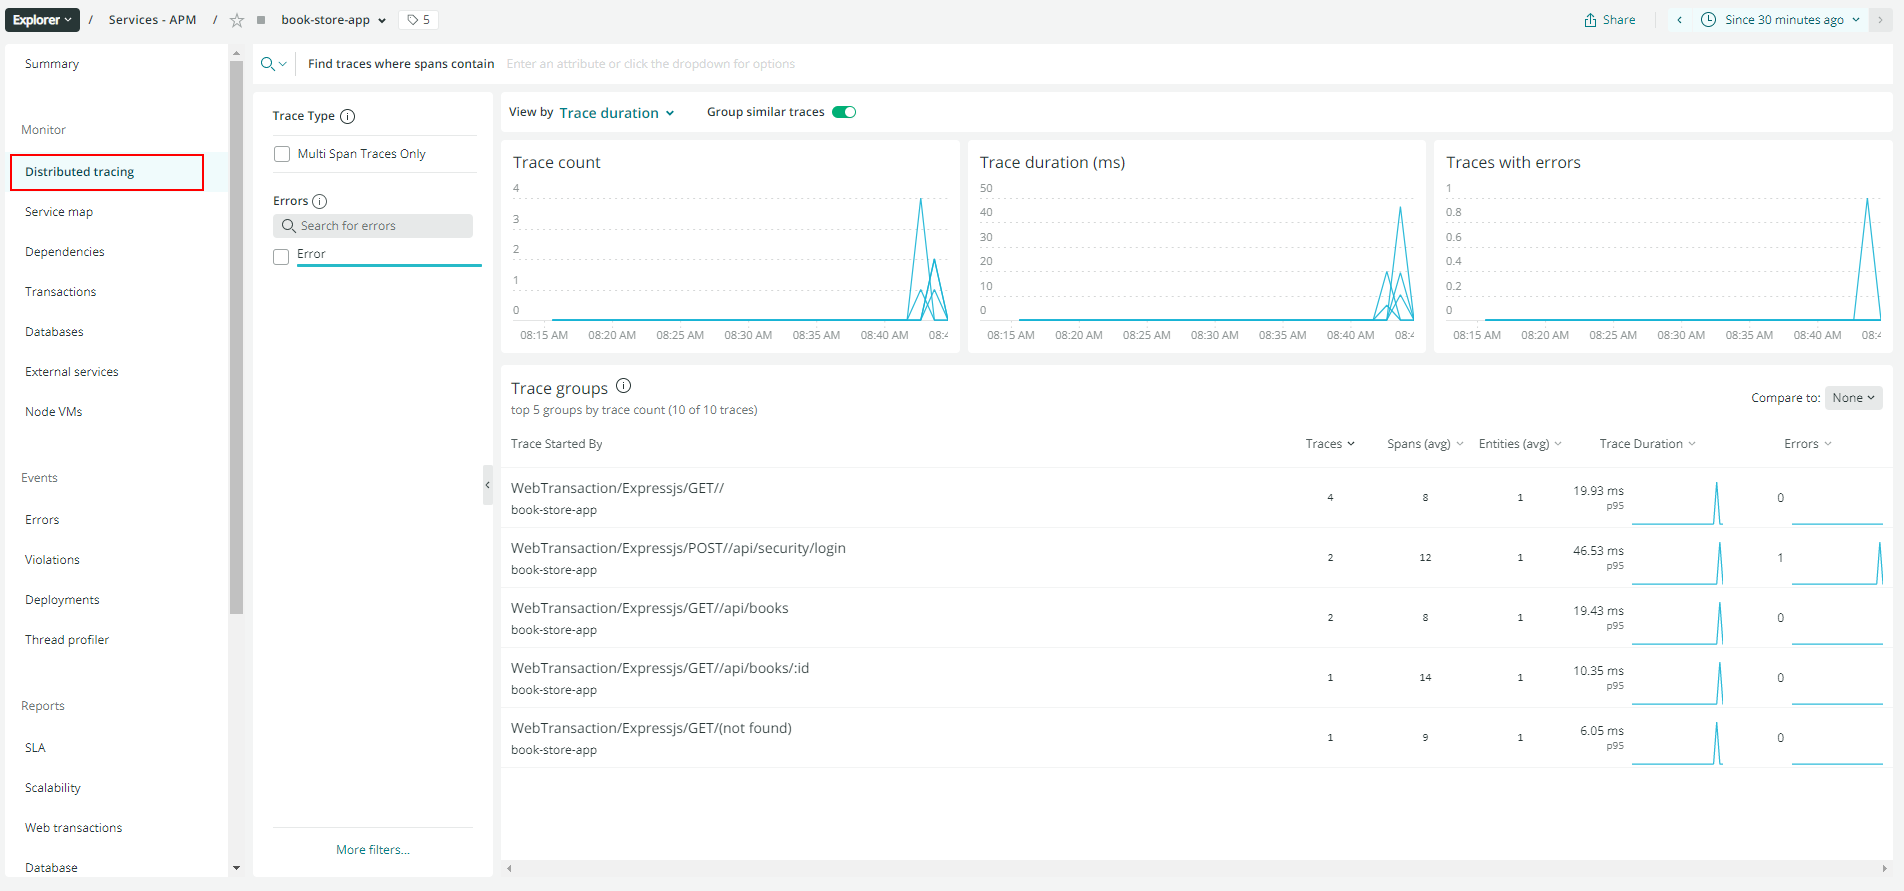 Explorer / Services - APM / book-store-app 5 Share Since 30 minutes ago
Summary
Monitor
Distributed tracing
Service map
Dependencies
Transactions
Databases
External services
Node VMs
Events
Errors
Violations
Deployments
Thread profiler
Reports
SLA
Scalability
Web transactions
Database
Find traces where spans contain Enter an attribute or click the dropdown for options
Trace Type
Multi Span Traces Only
Errors
Search for errors
Error
More filters...
View by Trace duration Group similar traces
Trace count
4
3
2
1
0
08:15 AM 08:20 AM 08:25 AM 08:30 AM 08:35 AM 08:40 AM 08:4
Trace duration (ms)
50
40
30
20
10
0
08:15 AM 08:20 AM 08:25 AM 08:30 AM 08:35 AM 08:40 AM 08:4
Traces with errors
1
0.8
0.6
0.4
0.2
0
08:15 AM 08:20 AM 08:25 AM 08:30 AM 08:35 AM 08:40 AM 08:4
Trace groups
top 5 groups by trace count (10 of 10 traces)
Compare to: None
Trace Started By Traces Spans (avg) Entities (avg) Trace Duration Errors
WebTransaction/Expressjs/GET//
book-store-app
4 8 1 19.93 ms p95 0
WebTransaction/Expressjs/POST//api/security/login
book-store-app
2 12 1 46.53 ms p95 1
WebTransaction/Expressjs/GET//api/books
book-store-app
2 8 1 19.43 ms p95 0
WebTransaction/Expressjs/GET//api/books/:id
book-store-app
1 14 1 10.35 ms p95 0
WebTransaction/Expressjs/GET/(not found)
book-store-app
1 9 1 6.05 ms p95 0